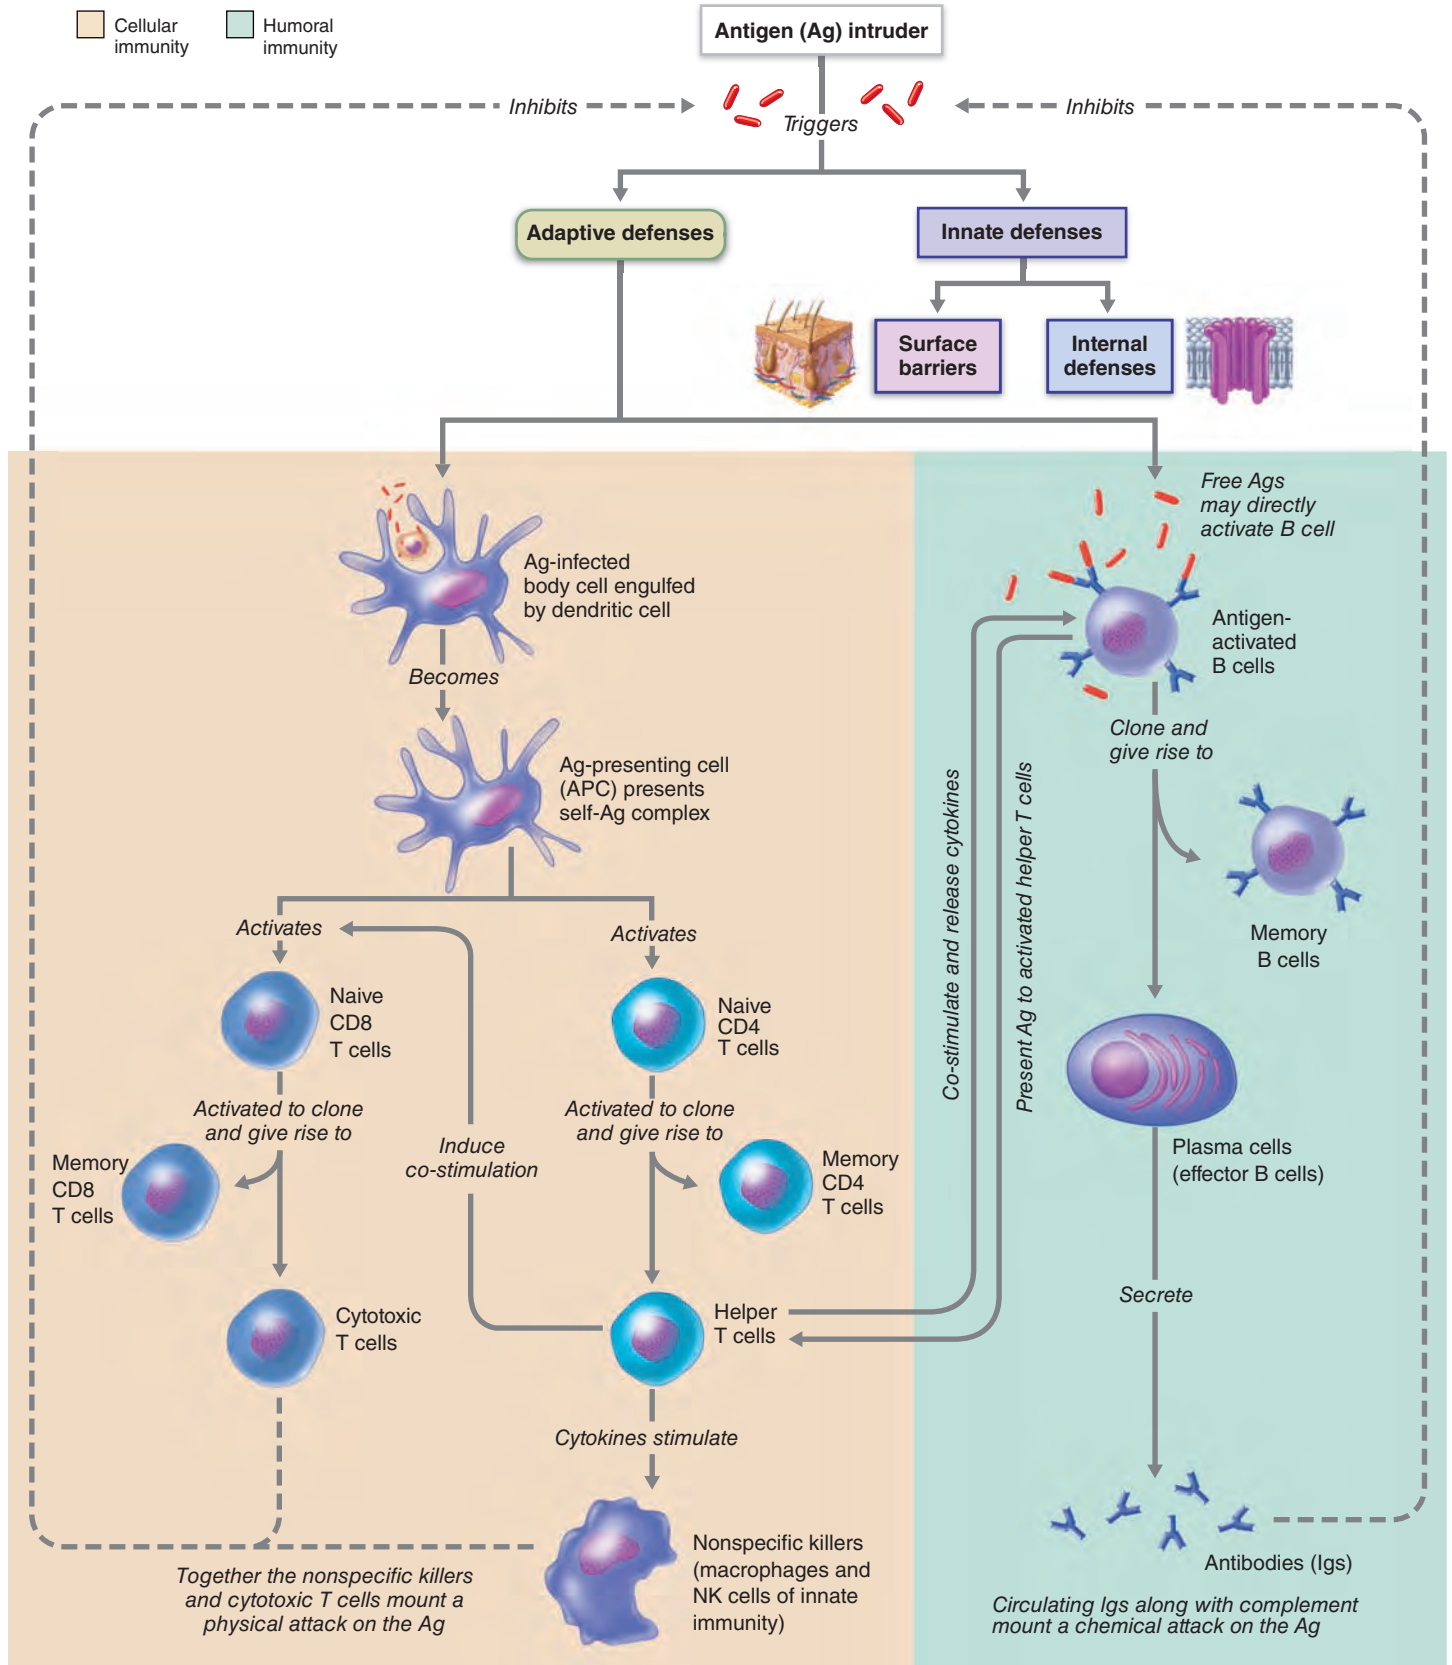 Cellular
immunity
Humoral
immunity
Antigen (Ag) intruder
Inhibits
Triggers
Inhibits
Adaptive defenses
Innate defenses
Surface
barriers
Internal
defenses
Free Ags
may directly
activate B cell
Ag-infected
body cell engulfed
by dendritic cell
Antigen-
activated
B cells
Becomes
Clone and
give rise to
Ag-presenting cell
(APC) presents
self-Ag complex
Co-stimulate and release cytokines
Present Ag to activated helper T cells
Memory
B cells
Activates
Activates
Naive
CD8
T cells
Naive
CD4
T cells
Activated to clone
and give rise to
Activated to clone
and give rise to
Induce
co-stimulation
Memory
CD8
T cells
Memory
CD4
T cells
Plasma cells
(effector B cells)
Secrete
Cytotoxic
T cells
Helper
T cells
Cytokines stimulate
Nonspecific killers
(macrophages and
NK cells of innate
immunity)
Antibodies (Igs)
Together the nonspecific killers
and cytotoxic T cells mount a
physical attack on the Ag
Circulating Igs along with complement
mount a chemical attack on the Ag